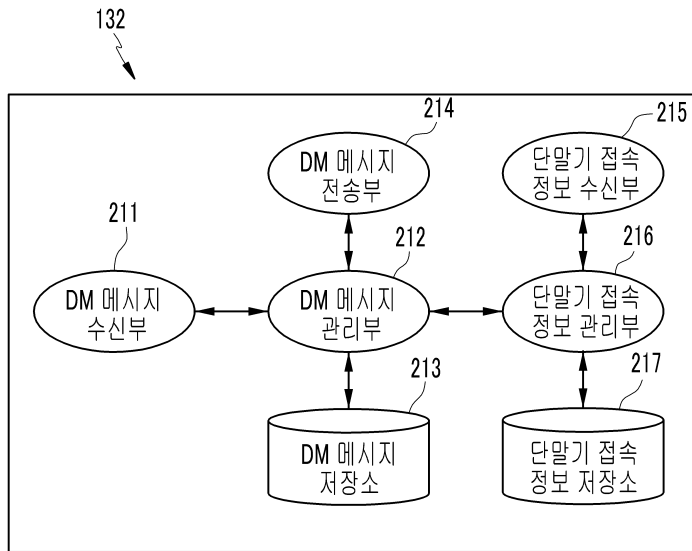 132
214
DM 메시지
전송부
215
단말기 접속
정보 수신부
211
DM 메시지
수신부
212
DM 메시지
관리부
216
단말기 접속
정보 관리부
213
DM 메시지
저장소
217
단말기 접속
정보 저장소